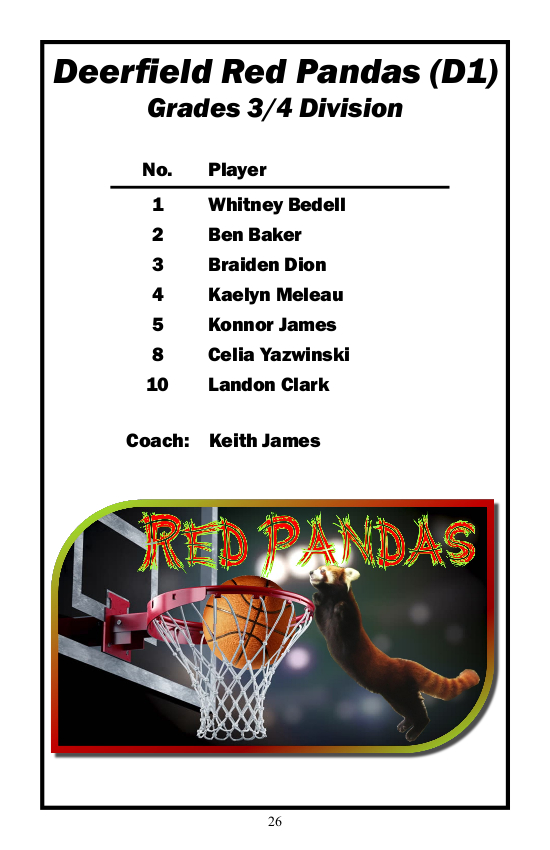 Deerfield Red Pandas (D1)
Grades 3/4 Division
No. Player
1 Whitney Bedell
2 Ben Baker
3 Braiden Dion
4 Kaelyn Meleau
5 Konnor James
8 Celia Yazwinski
10 Landon Clark
Coach: Keith James
RED PANDAS
26